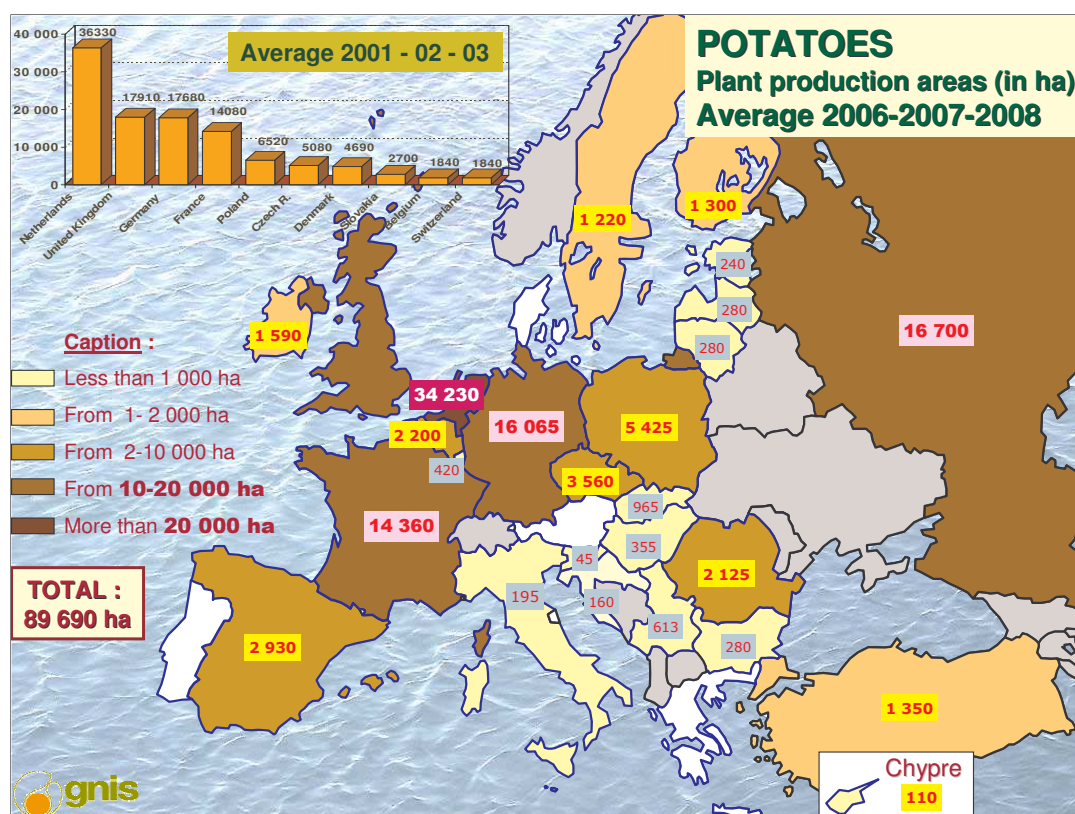 POTATOES
Plant production areas (in ha)
Average 2006-2007-2008
Average 2001 - 02 - 03
40 000
30 000
20 000
10 000
0
36330
17910
17680
14080
6520
5080
4690
2700
1840
1840
Netherlands
United Kingdom
Germany
France
Poland
Czech R.
Denmark
Slovakia
Belgium
Switzerland
1 220
1 300
240
280
280
16 700
1 590
34 230
2 200
420
16 065
5 425
3 560
965
14 360
355
45
2 125
195
160
613
280
2 930
1 350
Caption :
Less than 1 000 ha
From 1- 2 000 ha
From 2-10 000 ha
From 10-20 000 ha
More than 20 000 ha
TOTAL :
89 690 ha
Chypre
110
gnis